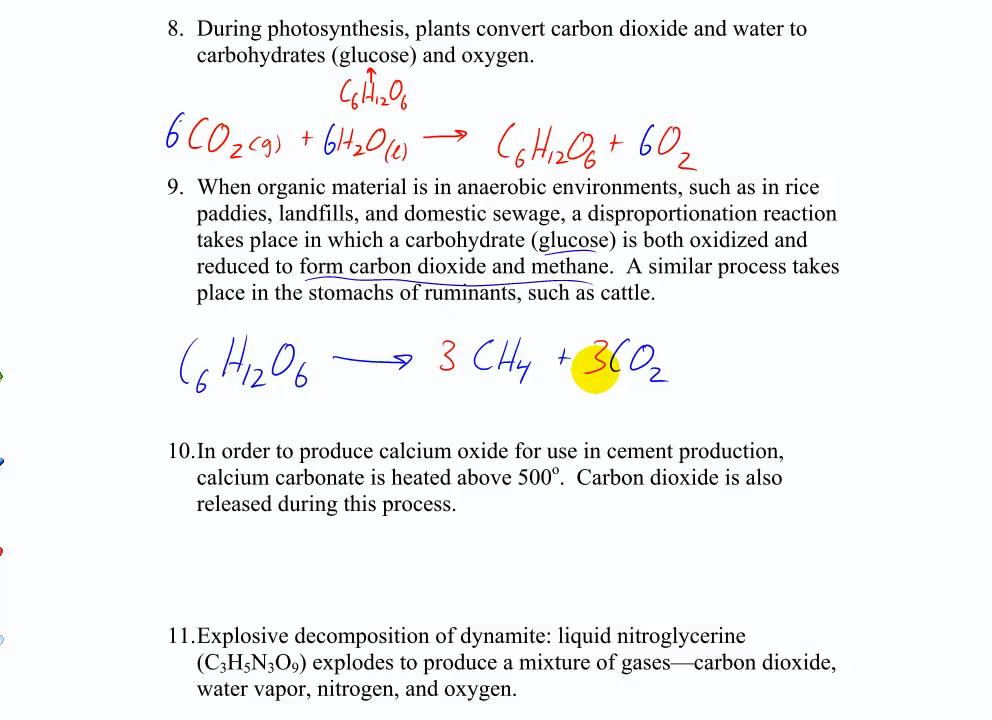 8. During photosynthesis, plants convert carbon dioxide and water to
carbohydrates (glucose) and oxygen.
C₆H₁₂O₆
6CO₂(g) + 6H₂O(l) → C₆H₁₂O₆ + 6O₂
9. When organic material is in anaerobic environments, such as in rice
paddies, landfills, and domestic sewage, a disproportionation reaction
takes place in which a carbohydrate (glucose) is both oxidized and
reduced to form carbon dioxide and methane. A similar process takes
place in the stomachs of ruminants, such as cattle.
C₆H₁₂O₆ → 3 CH₄ + 3CO₂
10.In order to produce calcium oxide for use in cement production,
calcium carbonate is heated above 500°. Carbon dioxide is also
released during this process.
11.Explosive decomposition of dynamite: liquid nitroglycerine
(C₃H₅N₃O₉) explodes to produce a mixture of gases—carbon dioxide,
water vapor, nitrogen, and oxygen.